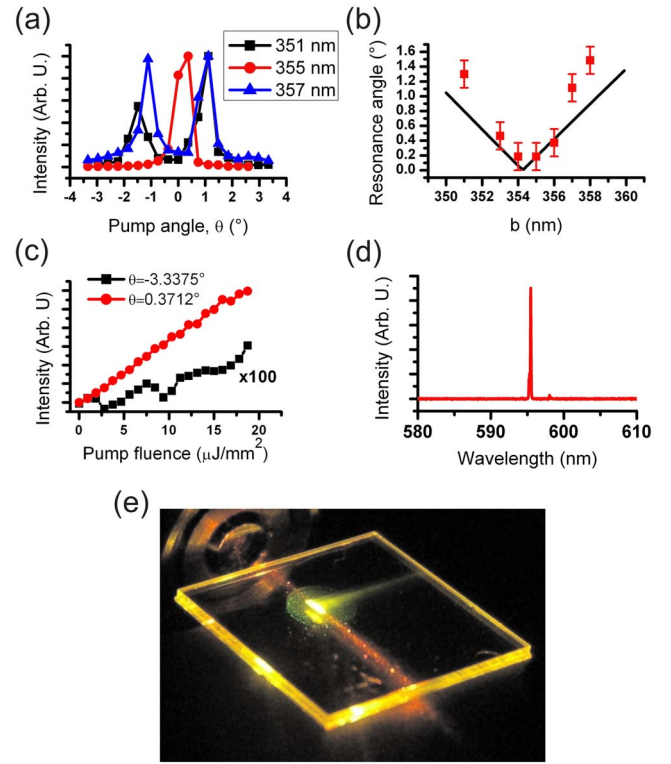 (a)
351 nm
355 nm
357 nm
Intensity (Arb. U.)
-4 -3 -2 -1 0 1 2 3 4
Pump angle, θ (°)
(b)
Resonance angle (°)
1.6
1.4
1.2
1.0
0.8
0.6
0.4
0.2
0.0
350 352 354 356 358 360
b (nm)
(c)
θ=-3.3375°
θ=0.3712°
x100
Intensity (Arb. U)
0 5 10 15 20
Pump fluence (μJ/mm²)
(d)
Intensity (Arb. U.)
580 590 600 610
Wavelength (nm)
(e)